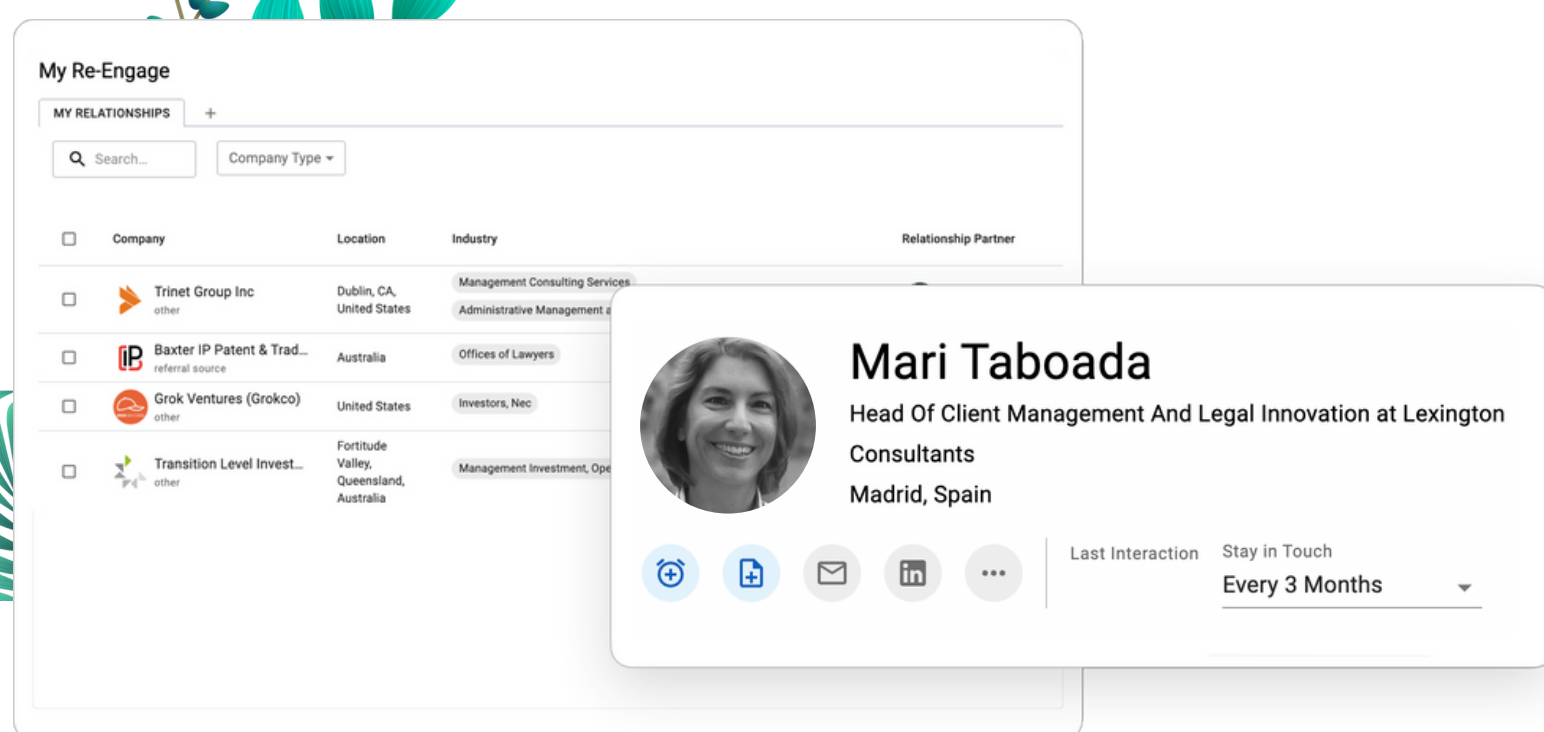 My Re-Engage
MY RELATIONSHIPS +
Search...
Company Type
Company Location Industry Relationship Partner
Trinet Group Inc
other
Dublin, CA,
United States
Management Consulting Services
Administrative Management a
iP
Baxter IP Patent & Trad...
referral source
Australia
Offices of Lawyers
Grok Ventures (Grokco)
other
United States
Investors, Nec
Transition Level Invest...
other
Fortitude
Valley,
Queensland,
Australia
Management Investment, Ope
Mari Taboada
Head Of Client Management And Legal Innovation at Lexington
Consultants
Madrid, Spain
in
Last Interaction
Stay in Touch
Every 3 Months